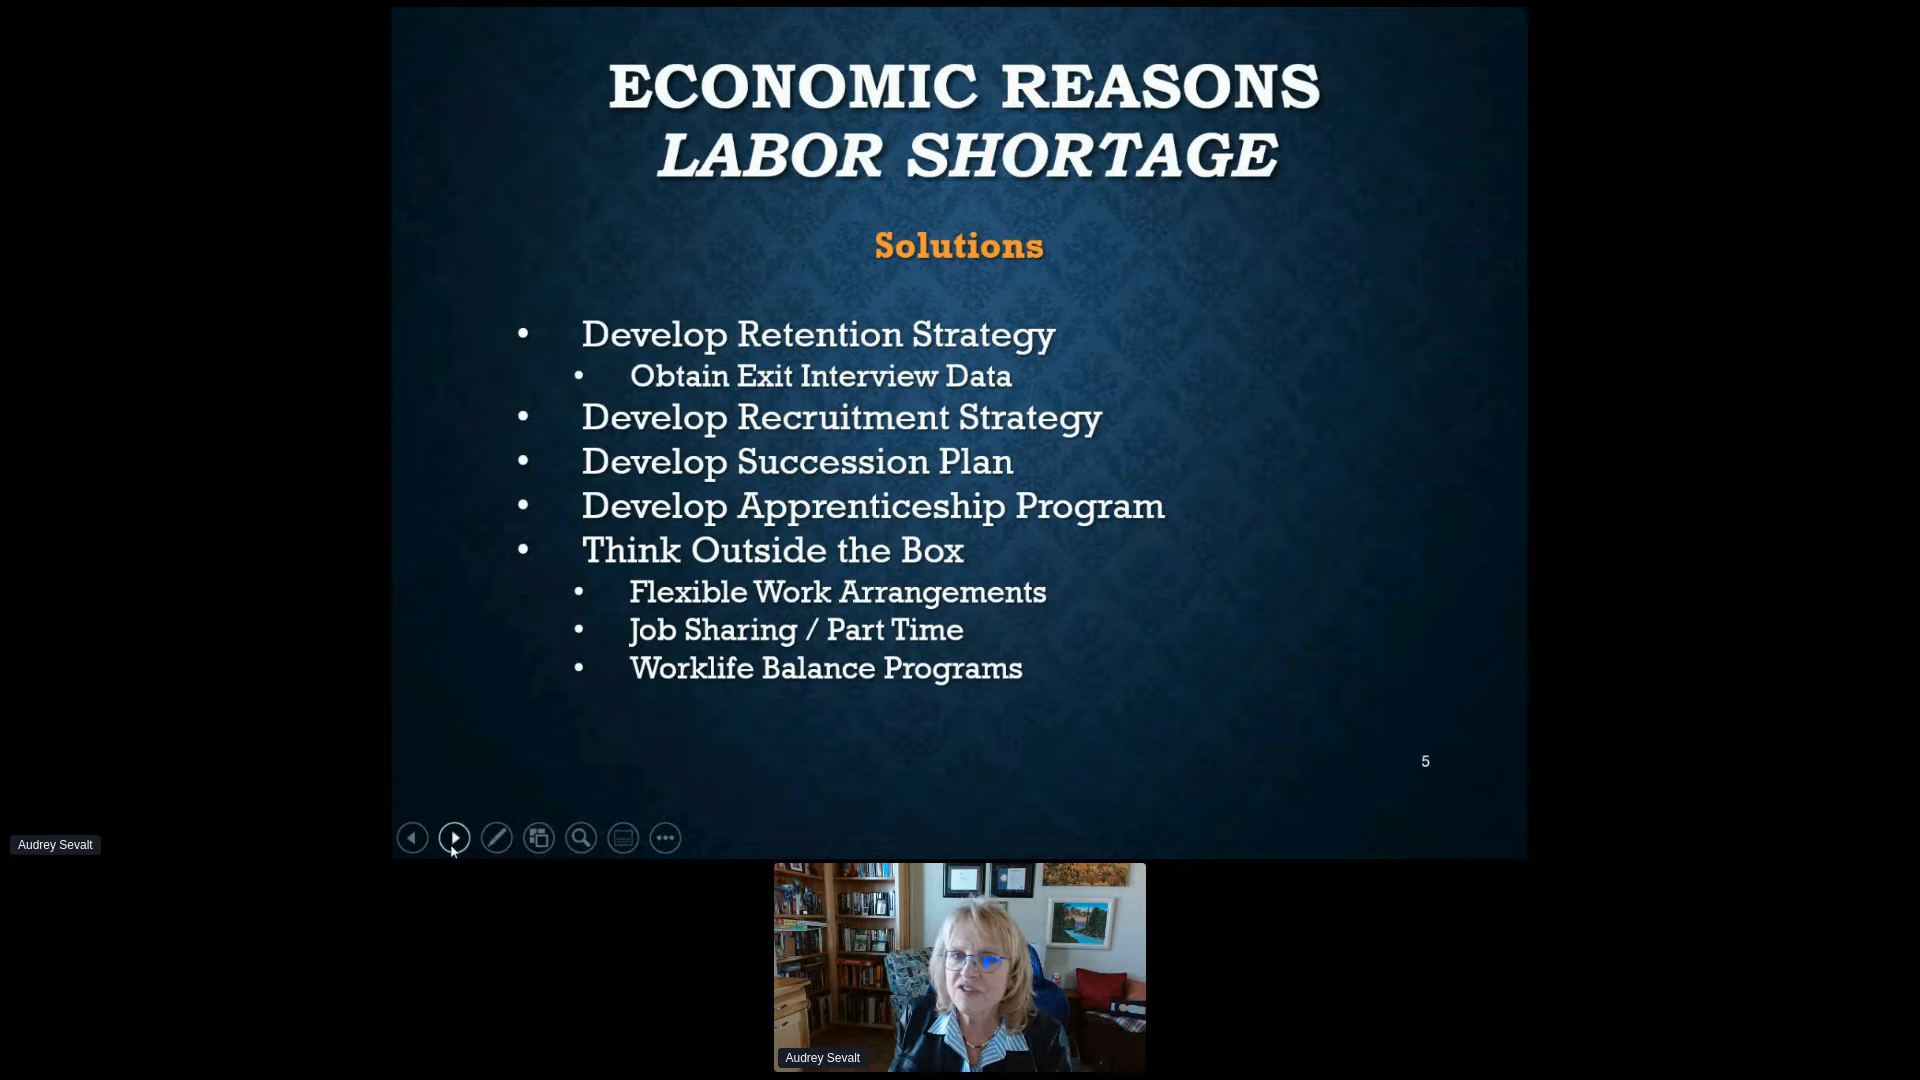 ECONOMIC REASONS
LABOR SHORTAGE
Solutions
• Develop Retention Strategy
• Obtain Exit Interview Data
• Develop Recruitment Strategy
• Develop Succession Plan
• Develop Apprenticeship Program
• Think Outside the Box
• Flexible Work Arrangements
• Job Sharing / Part Time
• Worklife Balance Programs
5
Audrey Sevalt
Audrey Sevalt